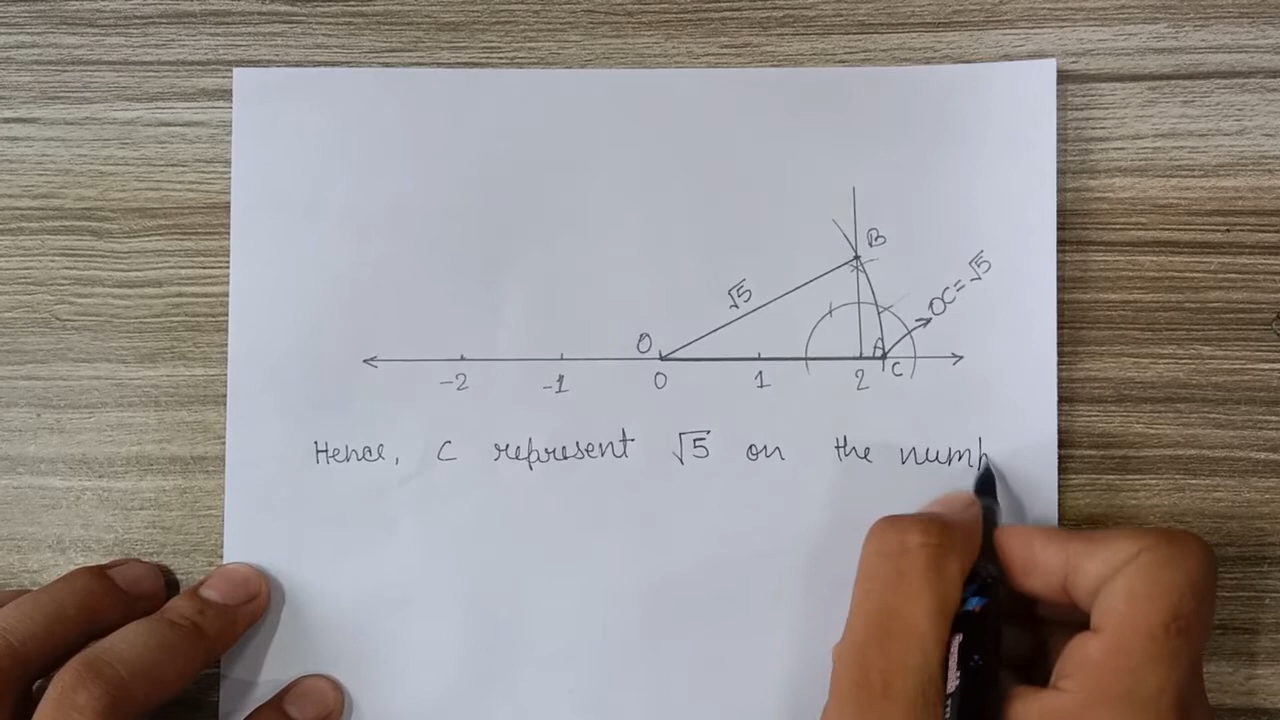 B
√5
OC=√5
O
A
C
-2 -1 0 1 2
Hence, C represent √5 on the numb